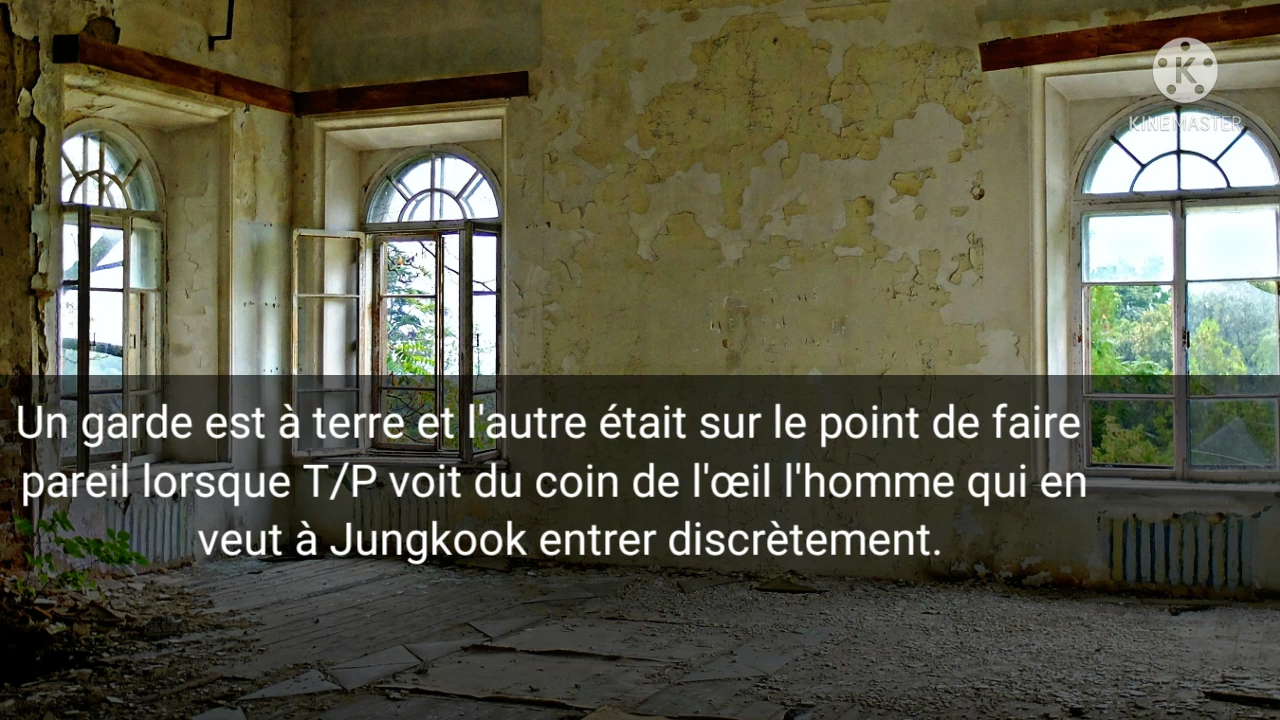 KINEMASTER
Un garde est à terre et l'autre était sur le point de faire
pareil lorsque T/P voit du coin de l'œil l'homme qui en
veut à Jungkook entrer discrètement.